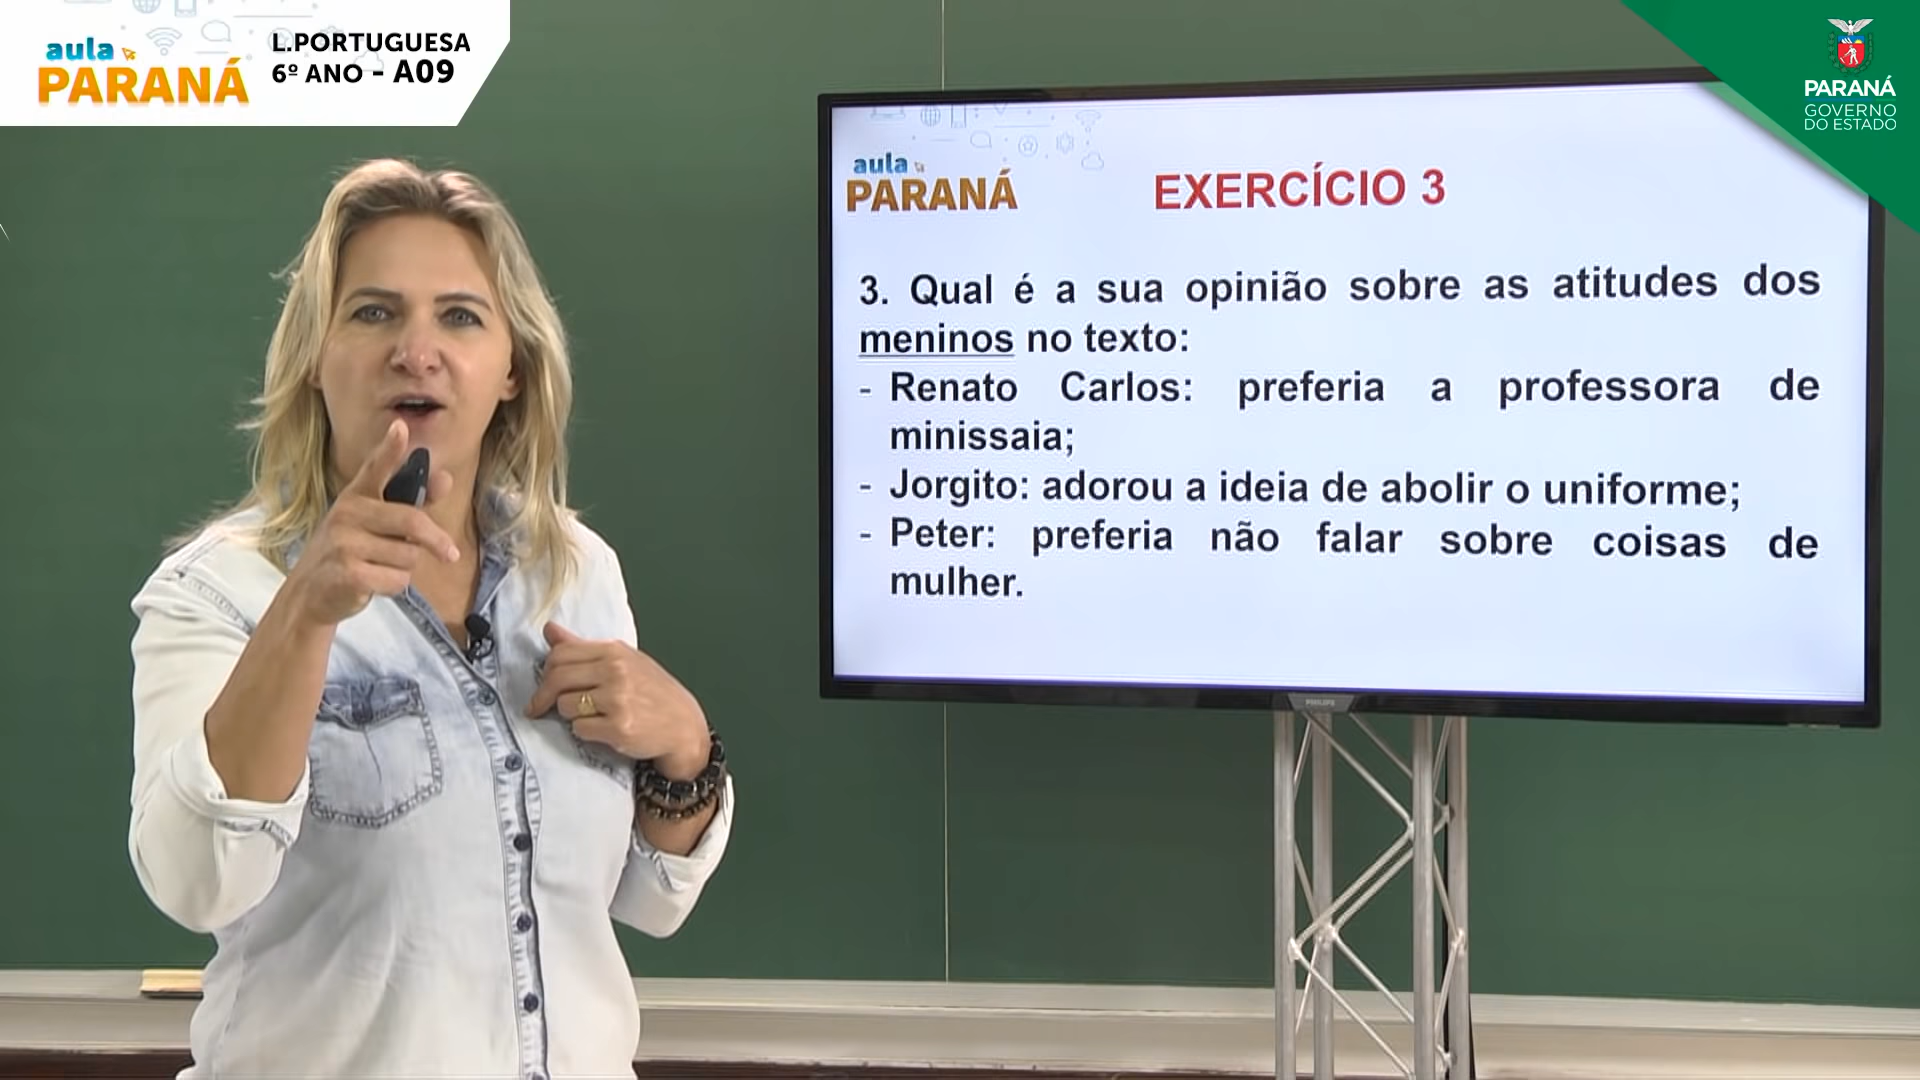 aula
PARANÁ
L.PORTUGUESA
6º ANO - A09
PARANÁ
GOVERNO
DO ESTADO
aula
PARANÁ
EXERCÍCIO 3
3. Qual é a sua opinião sobre as atitudes dos
meninos no texto:
- Renato Carlos: preferia a professora de
minissaia;
- Jorgito: adorou a ideia de abolir o uniforme;
- Peter: preferia não falar sobre coisas de
mulher.
PHILIPS